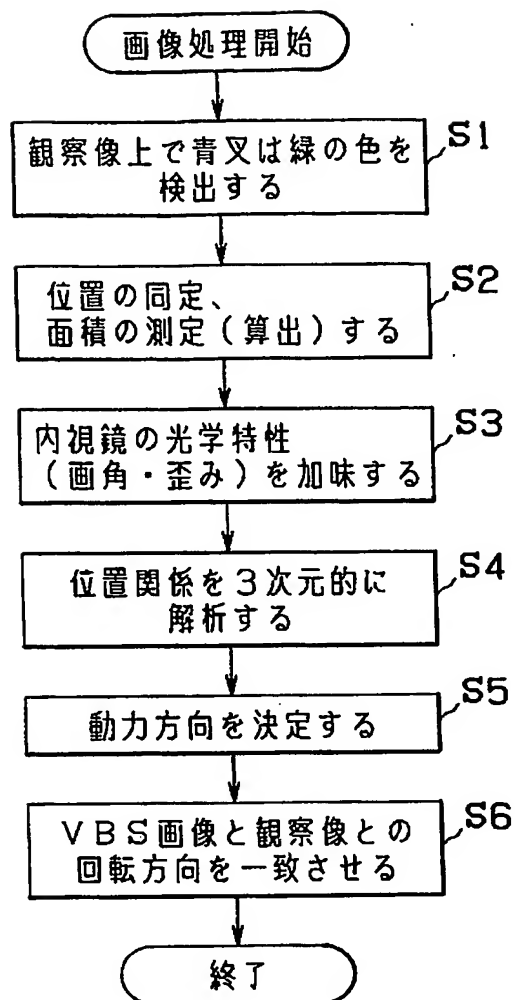 画像処理開始
S1
観察像上で青叉は緑の色を
検出する
S2
位置の同定、
面積の測定(算出)する
S3
内視鏡の光学特性
(画角・歪み)を加味する
S4
位置関係を3次元的に
解析する
S5
動力方向を決定する
S6
VBS画像と観察像との
回転方向を一致させる
終了